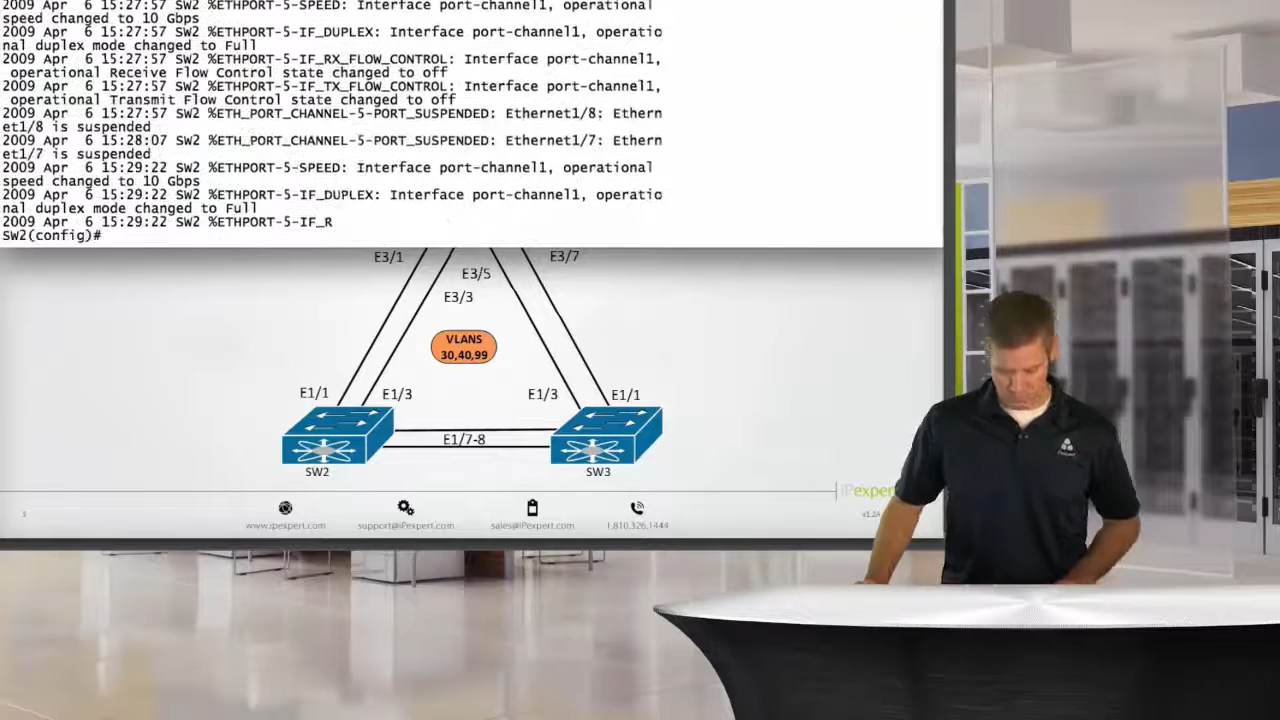 2009 Apr  6 15:27:57 SW2 %ETHPORT-5-SPEED: Interface port-channel1, operational
speed changed to 10 Gbps
2009 Apr  6 15:27:57 SW2 %ETHPORT-5-IF_DUPLEX: Interface port-channel1, operatio
nal duplex mode changed to Full
2009 Apr  6 15:27:57 SW2 %ETHPORT-5-IF_RX_FLOW_CONTROL: Interface port-channel1,
 operational Receive Flow Control state changed to off
2009 Apr  6 15:27:57 SW2 %ETHPORT-5-IF_TX_FLOW_CONTROL: Interface port-channel1,
 operational Transmit Flow Control state changed to off
2009 Apr  6 15:27:57 SW2 %ETH_PORT_CHANNEL-5-PORT_SUSPENDED: Ethernet1/8: Ethern
et1/8 is suspended
2009 Apr  6 15:28:07 SW2 %ETH_PORT_CHANNEL-5-PORT_SUSPENDED: Ethernet1/7: Ethern
et1/7 is suspended
2009 Apr  6 15:29:22 SW2 %ETHPORT-5-SPEED: Interface port-channel1, operational
speed changed to 10 Gbps
2009 Apr  6 15:29:22 SW2 %ETHPORT-5-IF_DUPLEX: Interface port-channel1, operatio
nal duplex mode changed to Full
2009 Apr  6 15:29:22 SW2 %ETHPORT-5-IF_R
SW2(config)#
E3/1
E3/7
E3/5
E3/3
VLANS
30,40,99
E1/1
E1/3
E1/3
E1/1
E1/7-8
SW2
SW3
iPexper
3
www.ipexpert.com
support@iPexpert.com
sales@iPexpert.com
1.810.326.1444